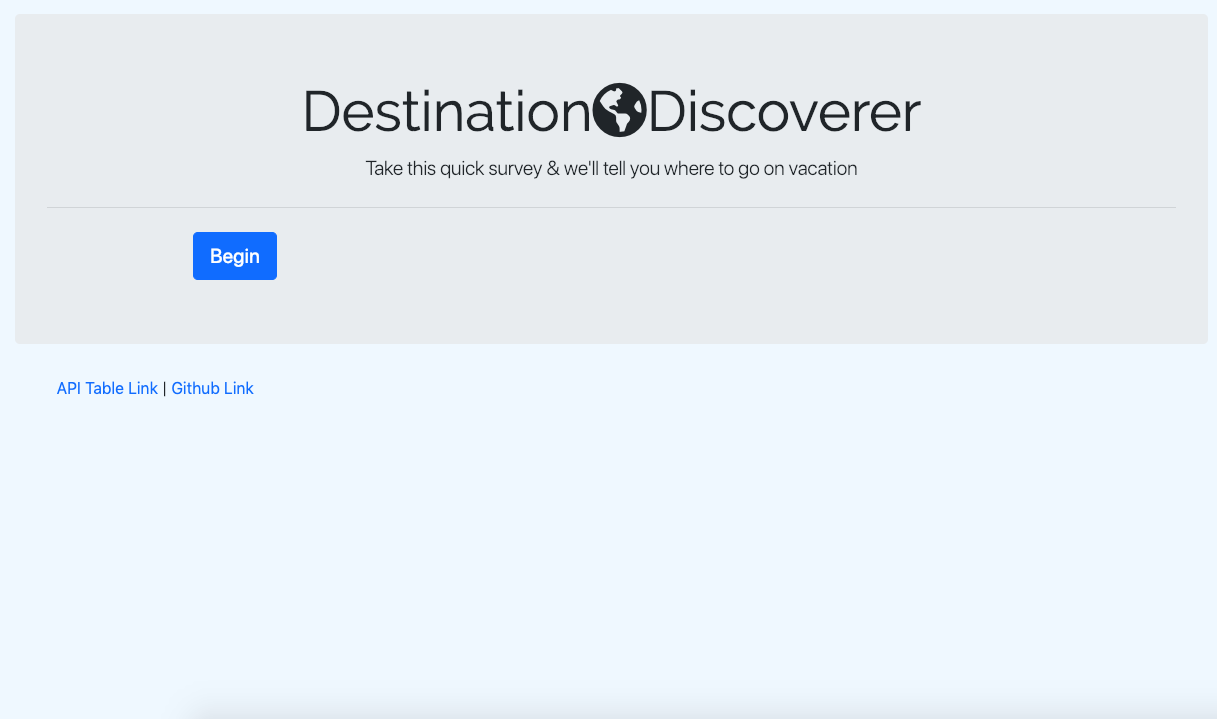 Destination Discoverer
Take this quick survey & we'll tell you where to go on vacation
Begin
API Table Link | Github Link